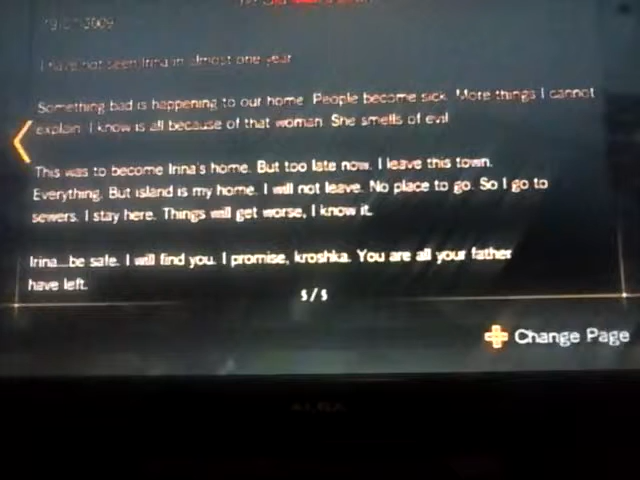 I have not seen Irina in almost one year
Something bad is happening to our home. People become sick. More things I cannot
explain. I know is all because of that woman. She smells of evil
This was to become Irina's home. But too late now. I leave this town.
Everything. But island is my home. I will not leave. No place to go. So I go to
sewers. I stay here. Things will get worse, I know it.
Irina...be safe. I will find you. I promise, kroshka. You are all your father
have left.
5/5
Change Page